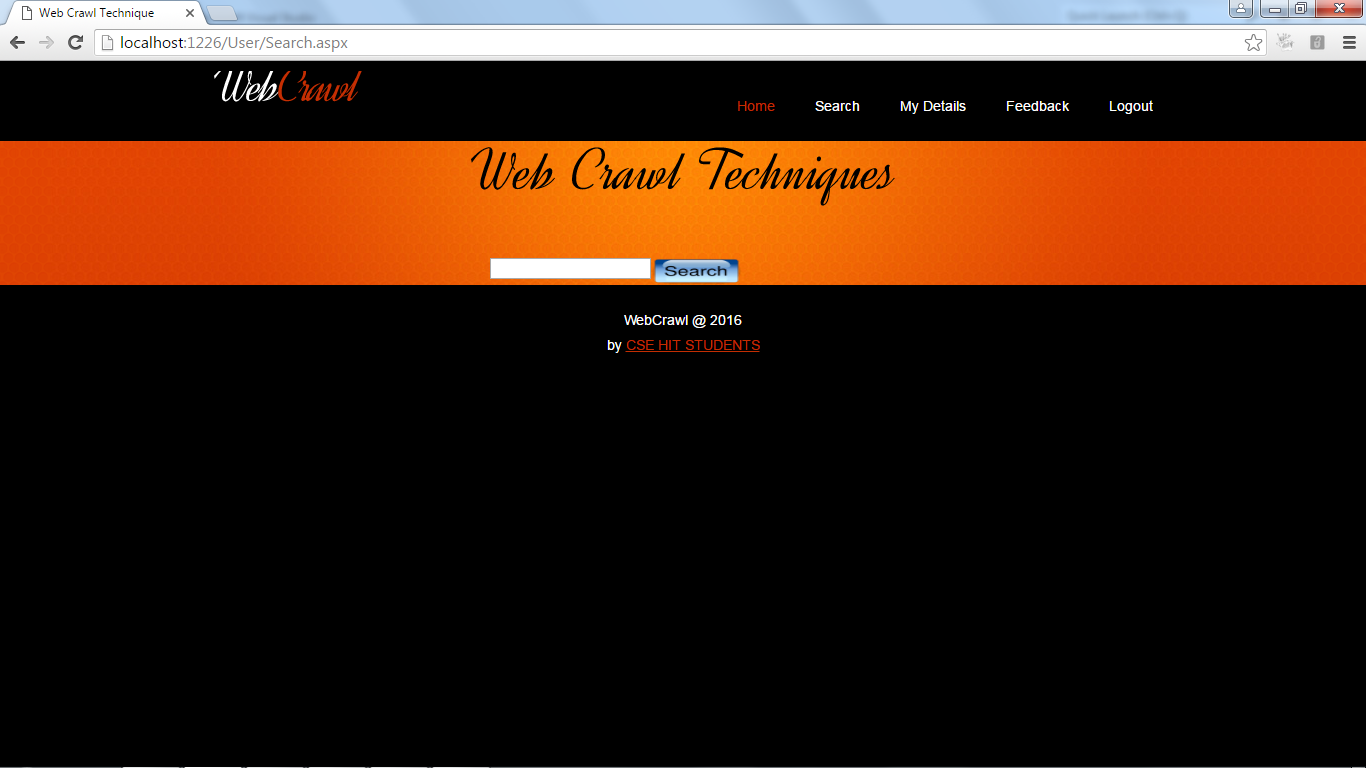 Web Crawl Technique
localhost:1226/User/Search.aspx
WebCrawl
Home Search My Details Feedback Logout
Web Crawl Techniques
Search
WebCrawl @ 2016
by CSE HIT STUDENTS